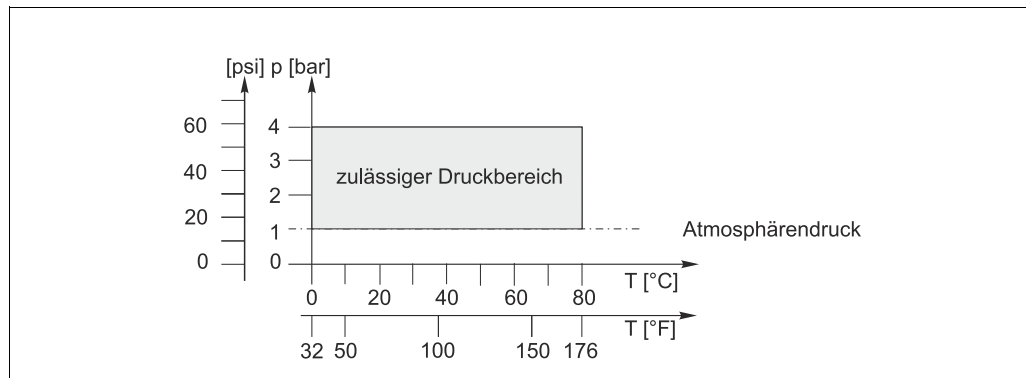 [psi] p [bar]
60 4
3
40
zulässiger Druckbereich
2
20
1 Atmosphärendruck
0 0
T [°C]
0 20 40 60 80
T [°F]
32 50 100 150 176